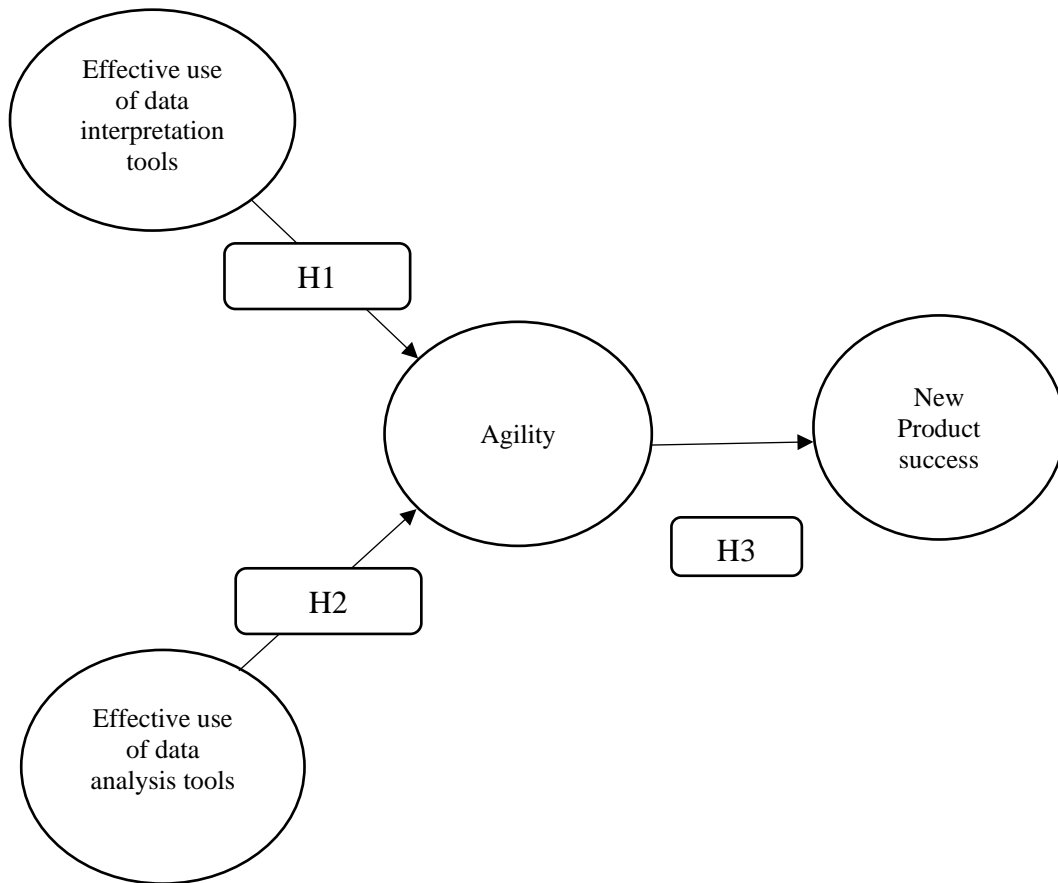 Effective use
of data
interpretation
tools
H1
Agility
New
Product
success
H3
H2
Effective use
of data
analysis tools